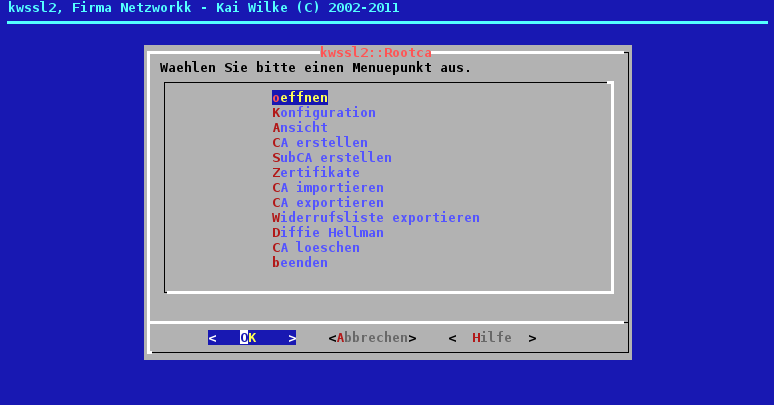 kwssl2, Firma Netzworkk - Kai Wilke (C) 2002-2011
kwssl2::Rootca
Waehlen Sie bitte einen Menuepunkt aus.
oeffnen
Konfiguration
Ansicht
CA erstellen
SubCA erstellen
Zertifikate
CA importieren
CA exportieren
Widerrufsliste exportieren
Diffie Hellman
CA loeschen
beenden
< OK > <Abbrechen> < Hilfe >